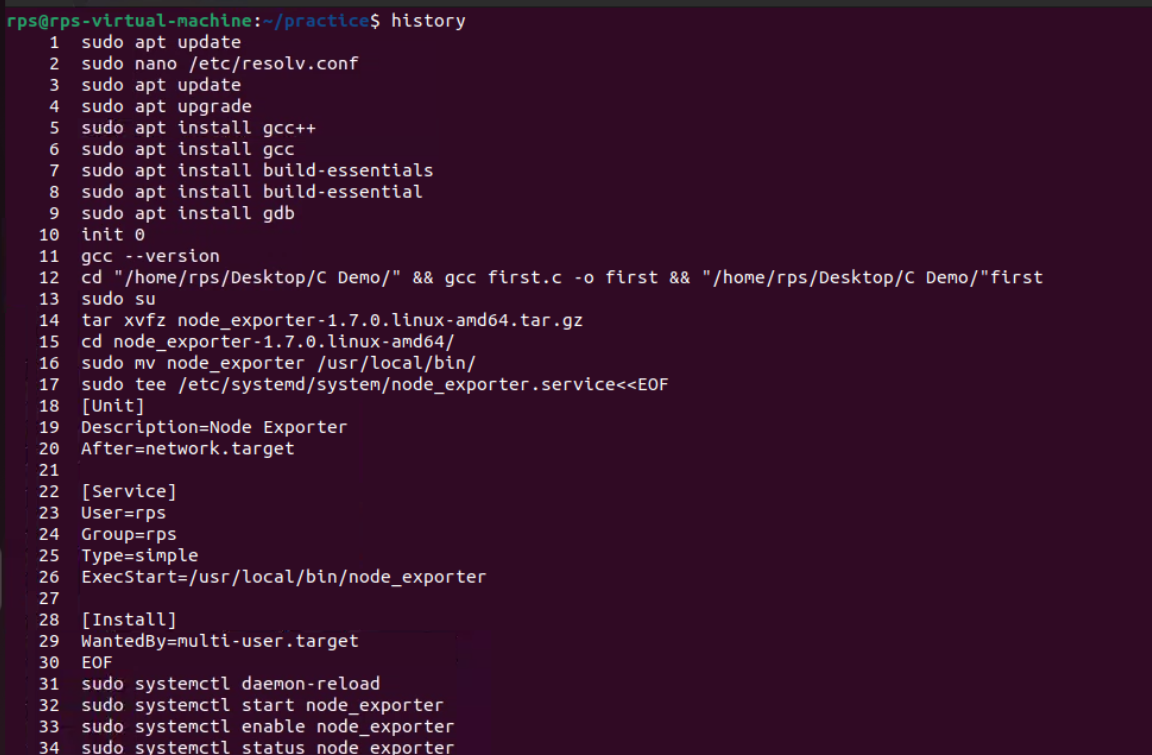 rps@rps-virtual-machine:~/practice$ history
1 sudo apt update
2 sudo nano /etc/resolv.conf
3 sudo apt update
4 sudo apt upgrade
5 sudo apt install gcc++
6 sudo apt install gcc
7 sudo apt install build-essentials
8 sudo apt install build-essential
9 sudo apt install gdb
10 init 0
11 gcc --version
12 cd "/home/rps/Desktop/C Demo/" && gcc first.c -o first && "/home/rps/Desktop/C Demo/"first
13 sudo su
14 tar xvfz node_exporter-1.7.0.linux-amd64.tar.gz
15 cd node_exporter-1.7.0.linux-amd64/
16 sudo mv node_exporter /usr/local/bin/
17 sudo tee /etc/systemd/system/node_exporter.service<<EOF
18 [Unit]
19 Description=Node Exporter
20 After=network.target
21
22 [Service]
23 User=rps
24 Group=rps
25 Type=simple
26 ExecStart=/usr/local/bin/node_exporter
27
28 [Install]
29 WantedBy=multi-user.target
30 EOF
31 sudo systemctl daemon-reload
32 sudo systemctl start node_exporter
33 sudo systemctl enable node_exporter
34 sudo systemctl status node_exporter